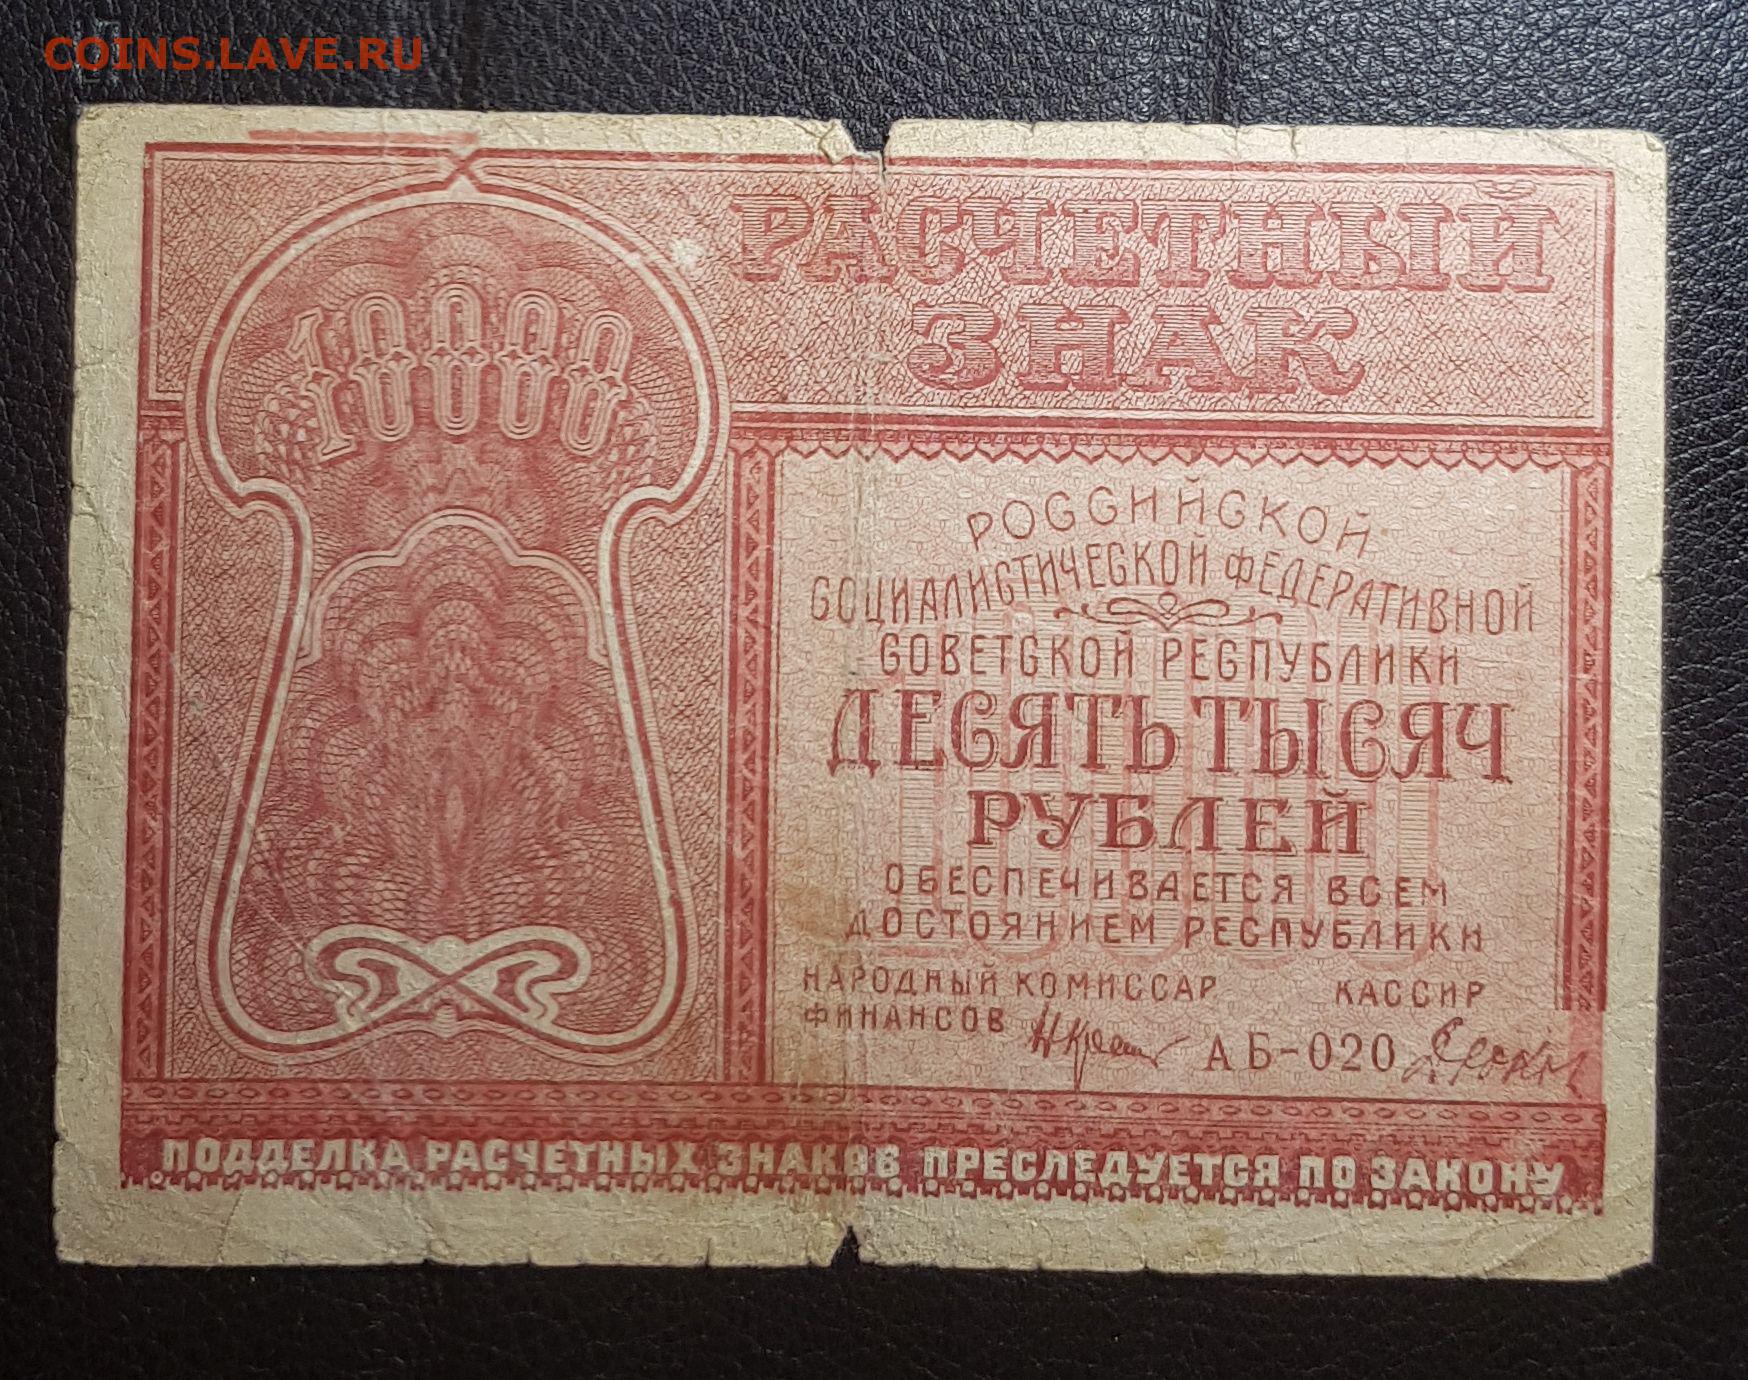 COINS.LAVE.RU
РАСЧЕТНЫЙ
ЗНАК
10000
РОССИЙСКОЙ
СОЦИАЛИСТИЧЕСКОЙ ФЕДЕРАТИВНОЙ
СОВЕТСКОЙ РЕСПУБЛИКИ
ДЕСЯТЬ ТЫСЯЧ
РУБЛЕЙ
ОБЕСПЕЧИВАЕТСЯ ВСЕМ
ДОСТОЯНИЕМ РЕСПУБЛИКИ
НАРОДНЫЙ КОМИССАР КАССИР
ФИНАНСОВ АБ-020
ПОДДЕЛКА РАСЧЕТНЫХ ЗНАКОВ ПРЕСЛЕДУЕТСЯ ПО ЗАКОНУ